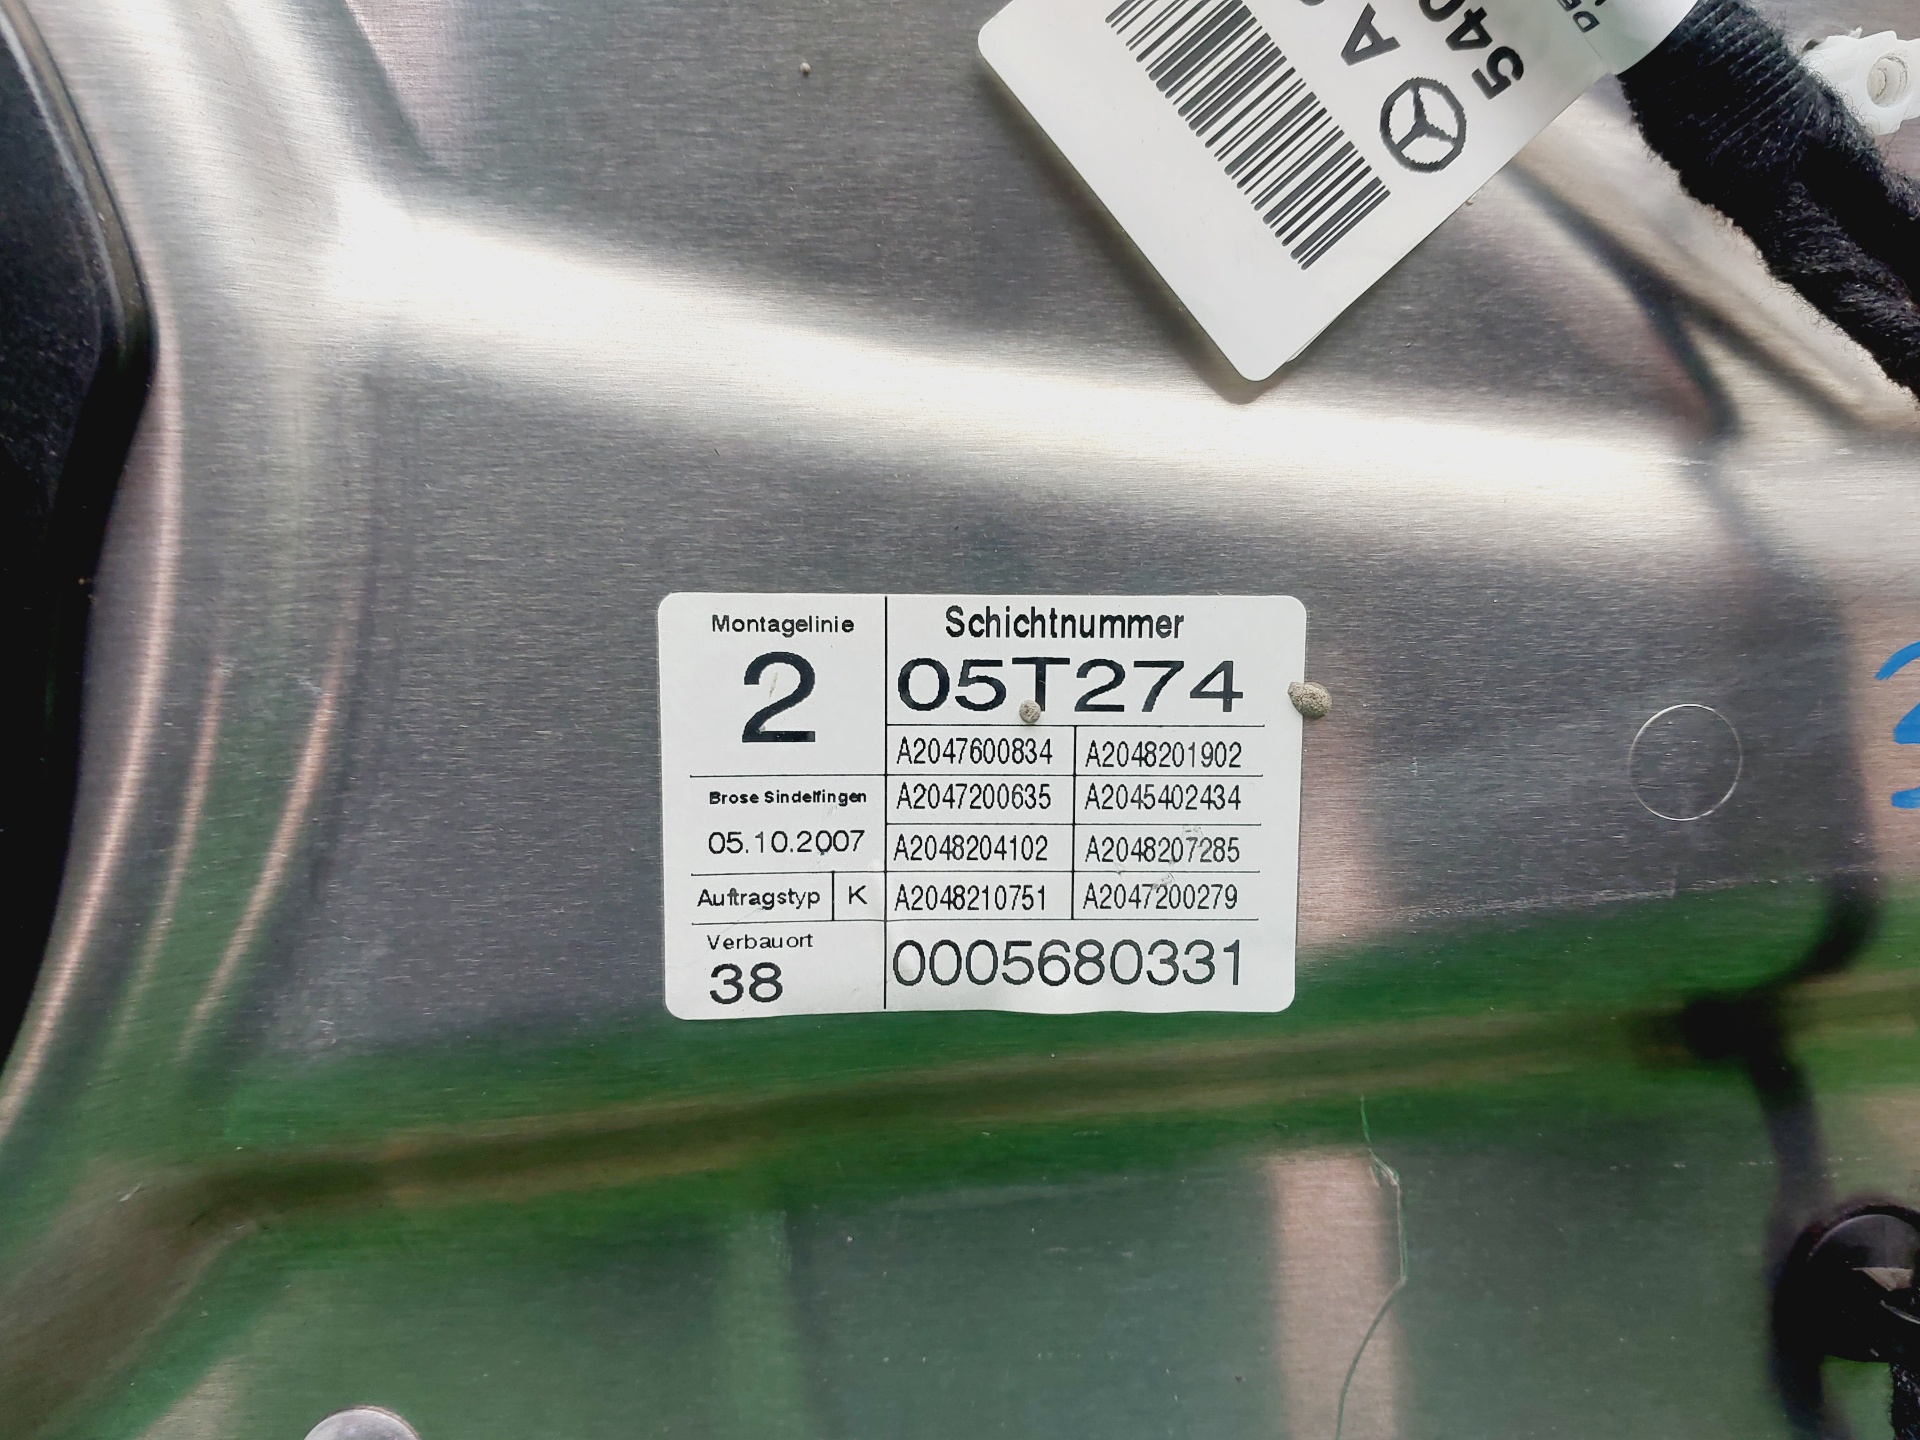 A
540
Montagelinie
2
Schichtnummer
05T274
A2047600834 A2048201902
Brose Sindelfingen
A2047200635 A2045402434
05.10.2007
A2048204102 A2048207285
Auftragstyp K
A2048210751 A2047200279
Verbauort
38
0005680331